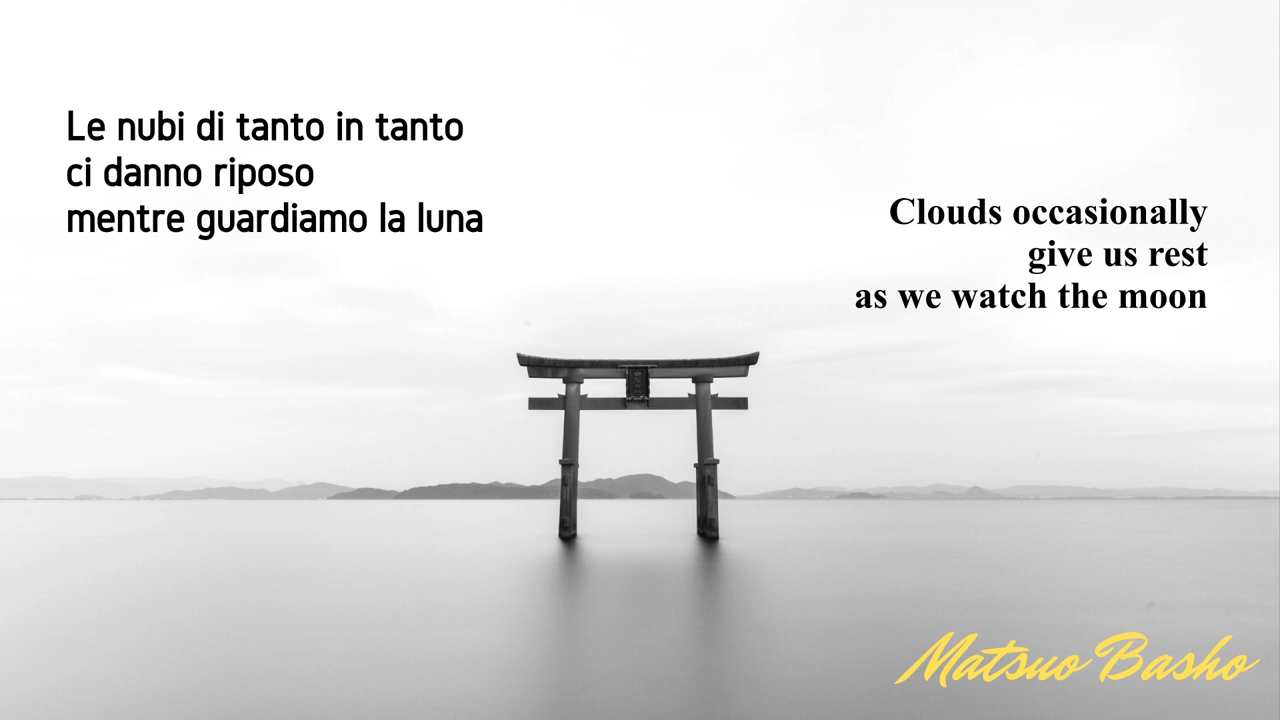 Le nubi di tanto in tanto
ci danno riposo
mentre guardiamo la luna
Clouds occasionally
give us rest
as we watch the moon
Matsuo Basho